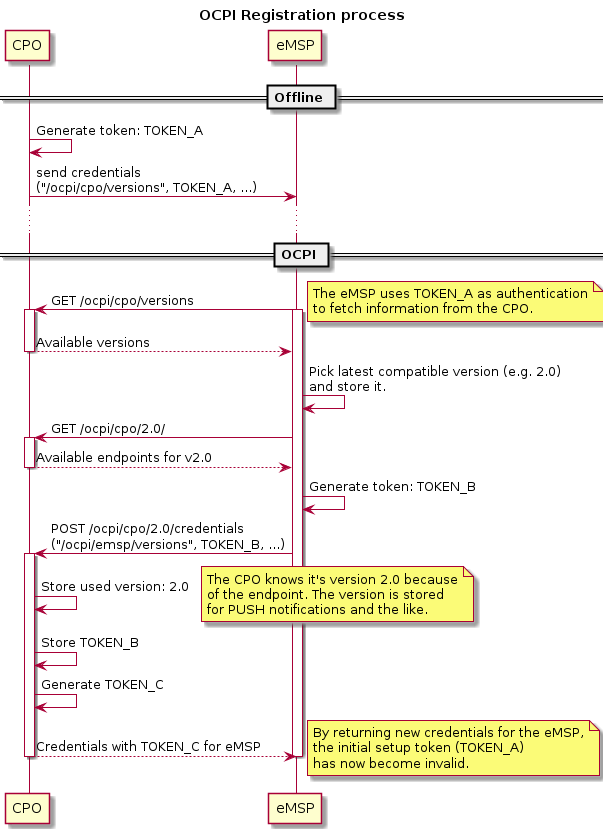 OCPI Registration process
CPO
eMSP
Offline
Generate token: TOKEN_A
send credentials
("/ocpi/cpo/versions", TOKEN_A, ...)
OCPI
GET /ocpi/cpo/versions
The eMSP uses TOKEN_A as authentication
to fetch information from the CPO.
Available versions
Pick latest compatible version (e.g. 2.0)
and store it.
GET /ocpi/cpo/2.0/
Available endpoints for v2.0
Generate token: TOKEN_B
POST /ocpi/cpo/2.0/credentials
("/ocpi/emsp/versions", TOKEN_B, ...)
The CPO knows it's version 2.0 because
of the endpoint. The version is stored
for PUSH notifications and the like.
Store used version: 2.0
Store TOKEN_B
Generate TOKEN_C
Credentials with TOKEN_C for eMSP
By returning new credentials for the eMSP,
the initial setup token (TOKEN_A)
has now become invalid.
CPO
eMSP